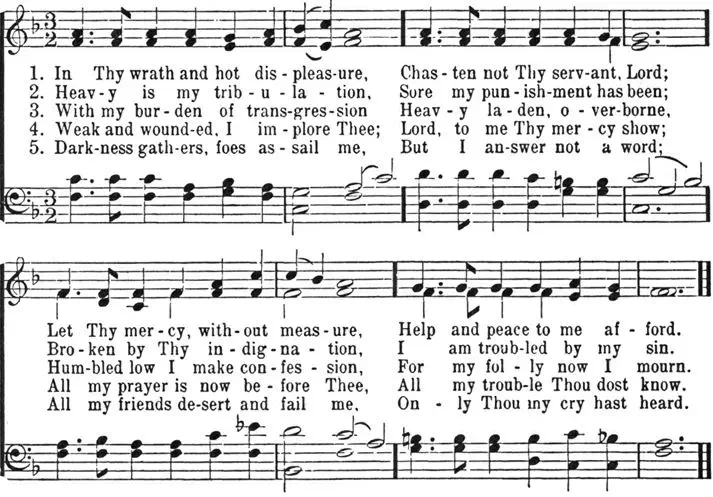 3
2
1. In Thy wrath and hot dis - pleas - ure, Chas - ten not Thy serv - ant, Lord;
2. Heav - y is my trib - u - la - tion, Sore my pun - ish - ment has been;
3. With my bur - den of trans - gres - sion Heav - y la - den, o - ver - borne,
4. Weak and wound - ed, I im - plore Thee; Lord, to me Thy mer - cy show;
5. Dark - ness gath - ers, foes as - sail me, But I an - swer not a word;
3
2
Let Thy mer - cy, with - out meas - ure, Help and peace to me af - ford.
Bro - ken by Thy in - dig - na - tion, I am troub - led by my sin.
Hum - bled low I make con - fes - sion, For my fol - ly now I mourn.
All my prayer is now be - fore Thee, All my troub - le Thou dost know.
All my friends de - sert and fail me, On - ly Thou my cry hast heard.